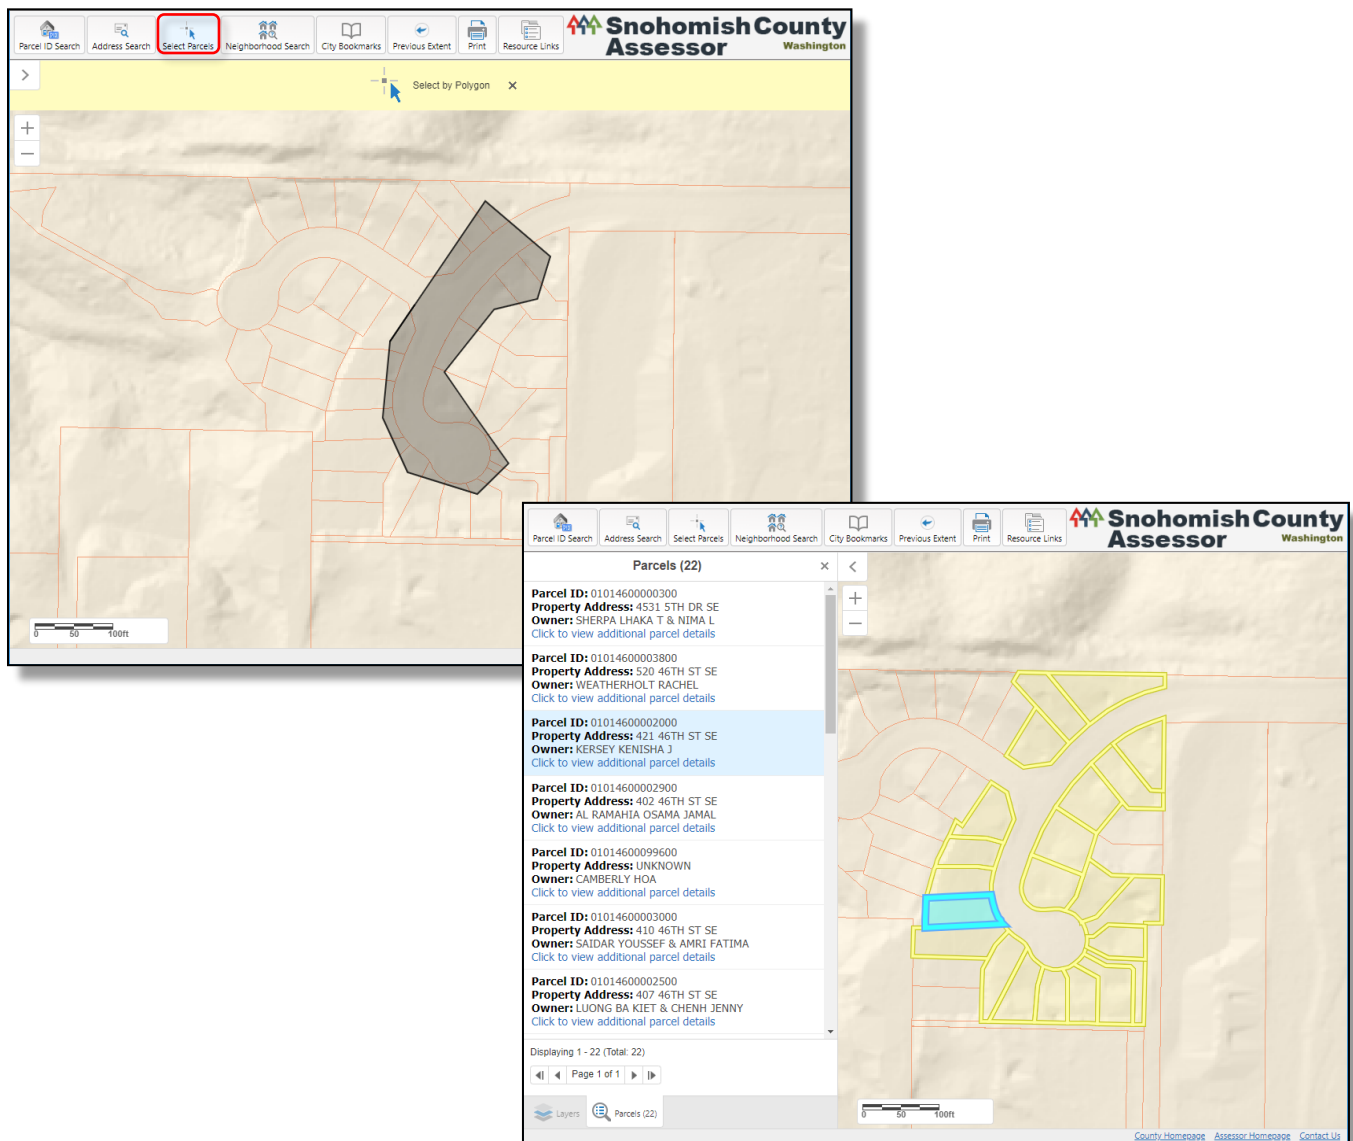 Parcel ID Search
Address Search
Select Parcels
Neighborhood Search
City Bookmarks
Previous Extent
Print
Resource Links
Snohomish County
Assessor
Washington
Select by Polygon
0 50 100ft
Parcel ID Search
Address Search
Select Parcels
Neighborhood Search
City Bookmarks
Previous Extent
Print
Resource Links
Snohomish County
Assessor
Washington
Parcels (22)
Parcel ID: 01014600000300
Property Address: 4531 5TH DR SE
Owner: SHERPA LHAKA T & NIMA L
Click to view additional parcel details
Parcel ID: 01014600003800
Property Address: 520 46TH ST SE
Owner: WEATHERHOLT RACHEL
Click to view additional parcel details
Parcel ID: 01014600002000
Property Address: 421 46TH ST SE
Owner: KERSEY KENISHA J
Click to view additional parcel details
Parcel ID: 01014600002900
Property Address: 402 46TH ST SE
Owner: AL RAMAHIA OSAMA JAMAL
Click to view additional parcel details
Parcel ID: 01014600099600
Property Address: UNKNOWN
Owner: CAMBERLY HOA
Click to view additional parcel details
Parcel ID: 01014600003000
Property Address: 410 46TH ST SE
Owner: SAIDAR YOUSSEF & AMRI FATIMA
Click to view additional parcel details
Parcel ID: 01014600002500
Property Address: 407 46TH ST SE
Owner: LUONG BA KIET & CHENH JENNY
Click to view additional parcel details
Displaying 1 - 22 (Total: 22)
Page 1 of 1
Layers
Parcels (22)
0 50 100ft
County Homepage Assessor Homepage Contact Us